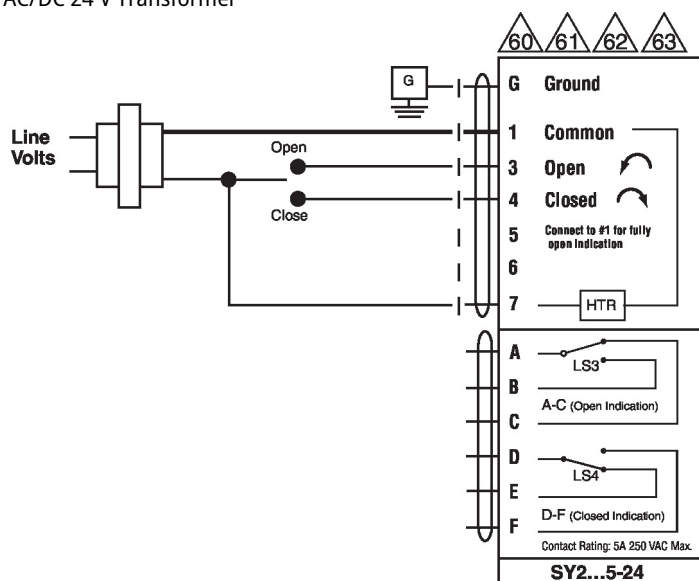 AC/DC 24 V Transformer
60 61 62 63
G
G Ground
Line
Volts
1 Common
Open
3 Open
4 Closed
Close
5 Connect to #1 for fully
open indication
6
7 HTR
A
LS3
B
A-C (Open Indication)
C
D
LS4
E
D-F (Closed Indication)
F
Contact Rating: 5A 250 VAC Max.
SY2...5-24